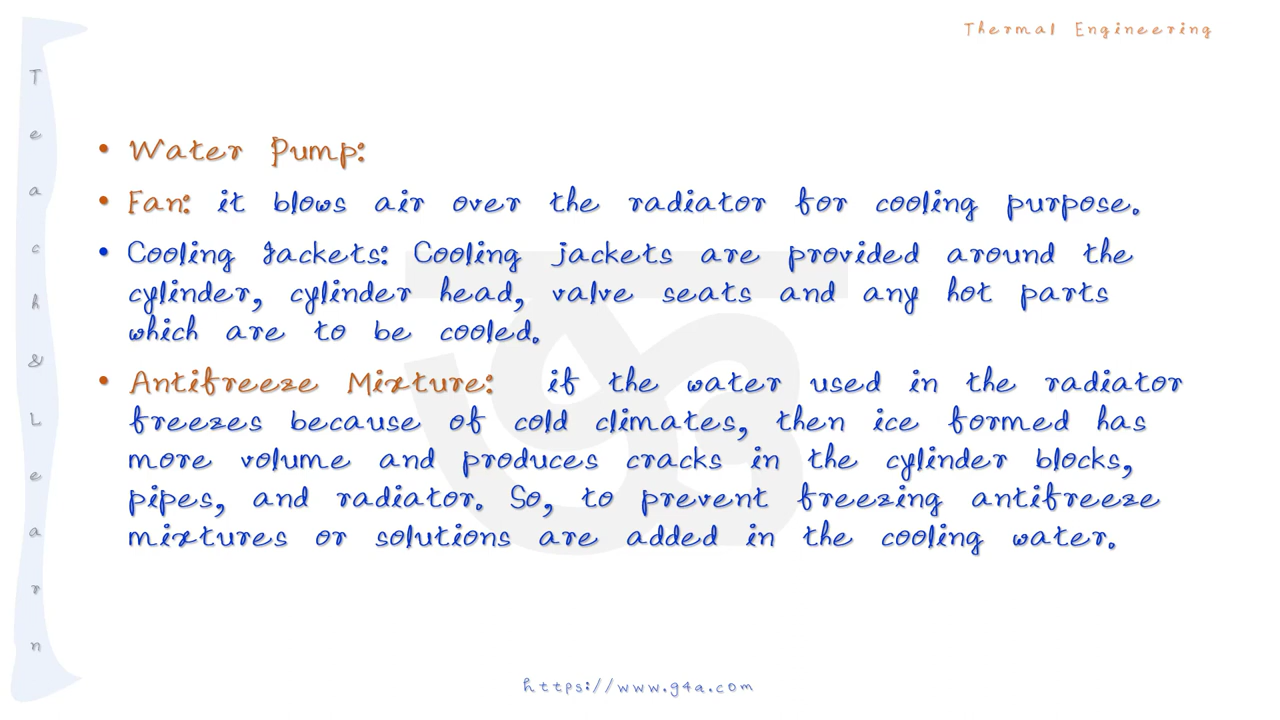 Thermal Engineering
Teach&Learn
• Water Pump:
• Fan: it blows air over the radiator for cooling purpose.
• Cooling Jackets: Cooling jackets are provided around the
cylinder, cylinder head, valve seats and any hot parts
which are to be cooled.
• Antifreeze Mixture: if the water used in the radiator
freezes because of cold climates, then ice formed has
more volume and produces cracks in the cylinder blocks,
pipes, and radiator. So, to prevent freezing antifreeze
mixtures or solutions are added in the cooling water.
https://www.g4a.com